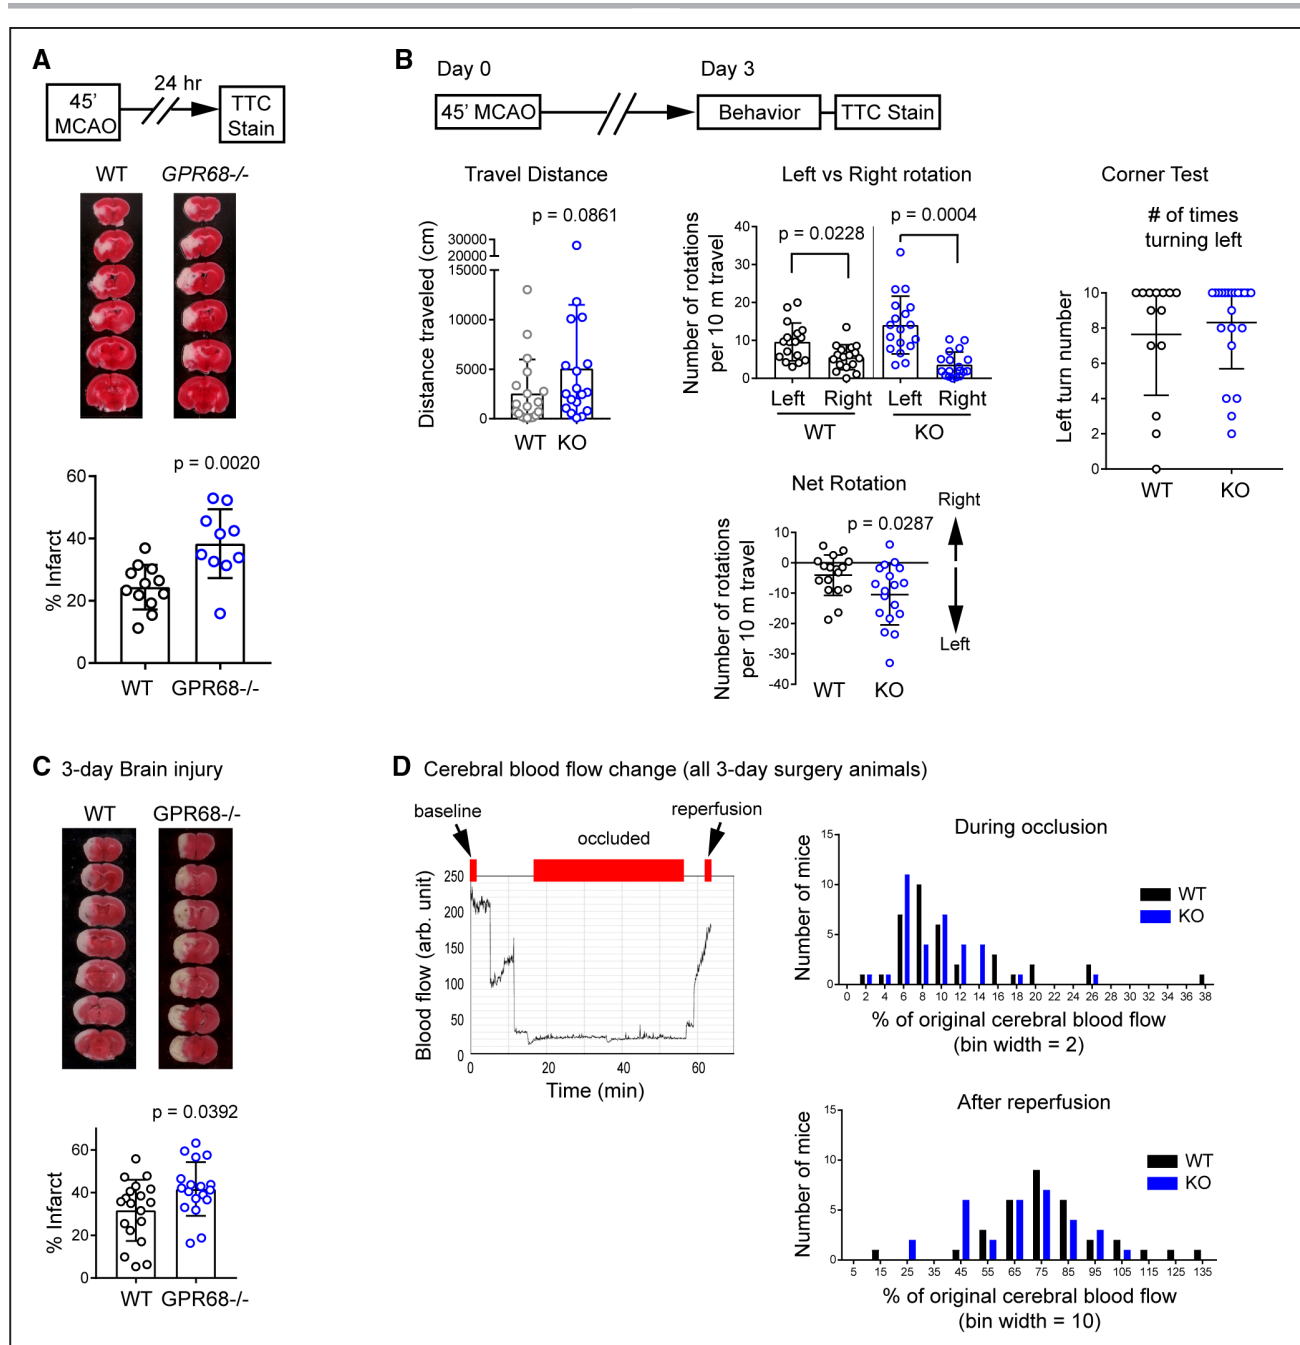 A
45'
MCAO
24 hr
TTC
Stain
WT
GPR68-/-
p = 0.0020
% Infarct
60
40
20
0
WT
GPR68-/-
B
Day 0
Day 3
45' MCAO
Behavior
TTC Stain
Travel Distance
p = 0.0861
Distance traveled (cm)
30000
20000
15000
10000
5000
0
WT
KO
Left vs Right rotation
p = 0.0228
p = 0.0004
Number of rotations
per 10 m travel
40
30
20
10
0
Left
Right
Left
Right
WT
KO
Net Rotation
p = 0.0287
Number of rotations
per 10 m travel
10
0
-10
-20
-30
-40
WT
KO
Right
Left
Corner Test
# of times
turning left
Left turn number
10
8
6
4
2
0
WT
KO
C
3-day Brain injury
WT
GPR68-/-
p = 0.0392
% Infarct
60
40
20
0
WT
GPR68-/-
D
Cerebral blood flow change (all 3-day surgery animals)
baseline
occluded
reperfusion
Blood flow (arb. unit)
250
200
150
100
50
0
0
20
40
60
Time (min)
During occlusion
Number of mice
15
10
5
0
WT
KO
0 2 4 6 8 10 12 14 16 18 20 22 24 26 28 30 32 34 36 38
% of original cerebral blood flow
(bin width = 2)
After reperfusion
Number of mice
15
10
5
0
WT
KO
5 15 25 35 45 55 65 75 85 95 105 115 125 135
% of original cerebral blood flow
(bin width = 10)